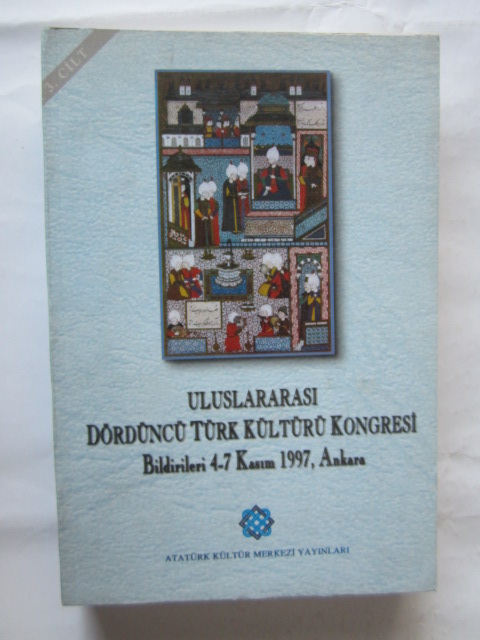 3. CİLT
ULUSLARARASI
DÖRDÜNCÜ TÜRK KÜLTÜRÜ KONGRESİ
Bildirileri 4-7 Kasım 1997, Ankara
ATATÜRK KÜLTÜR MERKEZİ YAYINLARI